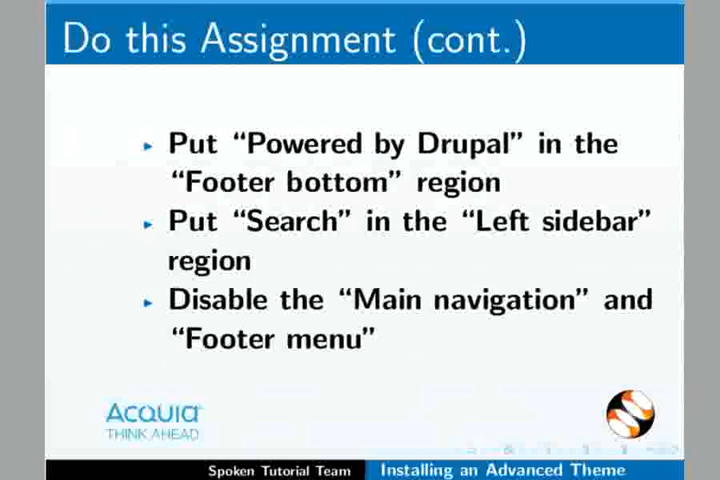 Do this Assignment (cont.)
Put “Powered by Drupal” in the
“Footer bottom” region
Put “Search” in the “Left sidebar”
region
Disable the “Main navigation” and
“Footer menu”
Acquia
THINK AHEAD
Spoken Tutorial Team Installing an Advanced Theme